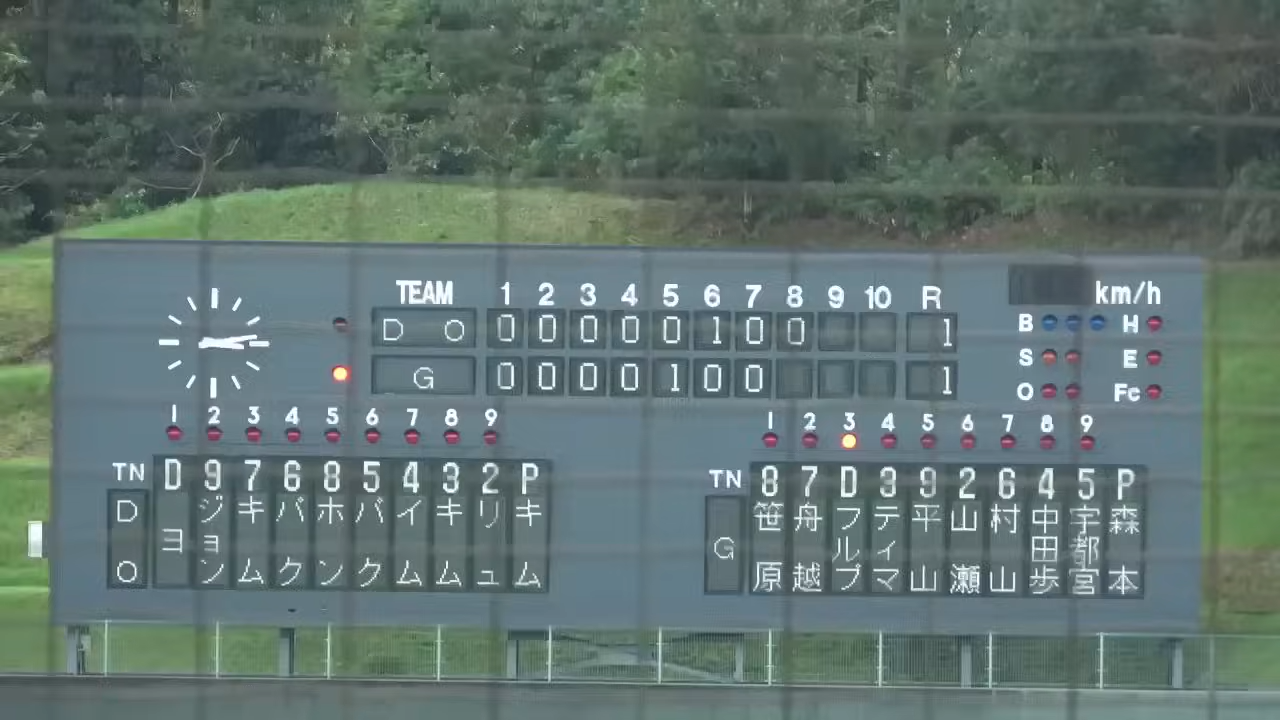 TEAM 1 2 3 4 5 6 7 8 9 10 R
D O 0 0 0 0 0 1 0 0 1
G 0 0 0 0 1 0 0 1
km/h
B H
S E
O Fc
1 2 3 4 5 6 7 8 9
TN D 9 7 6 8 5 4 3 2 P
DO ヨ ジョン キム バク ホン バク イム キム リュ キム
1 2 3 4 5 6 7 8 9
TN 8 7 D 3 9 2 6 4 5 P
G 笹原 舟越 フルプ ティマ 平山 山瀬 村山 中田歩 宇都宮 森本